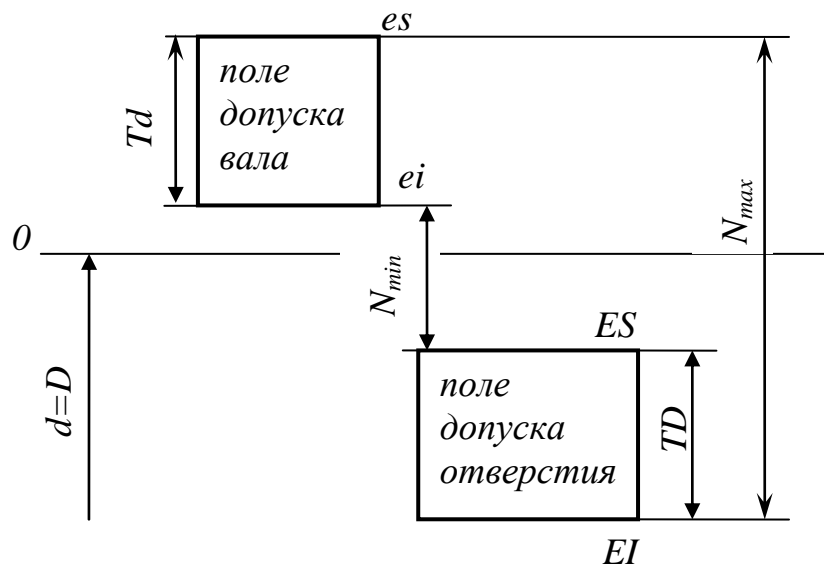 es
поле
допуска
вала
Td
ei
0
N_max
N_min
ES
d=D
поле
допуска
отверстия
TD
EI